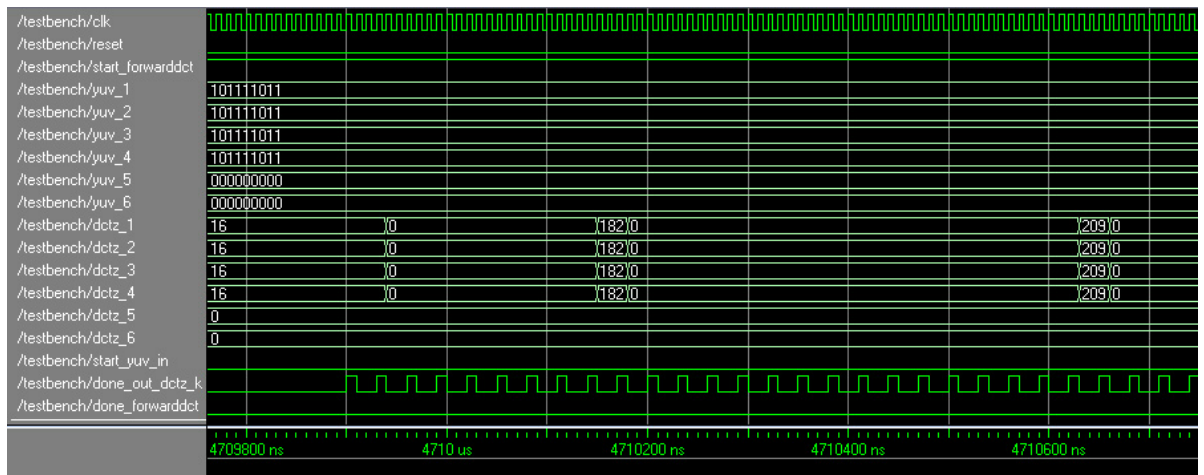 /testbench/clk
/testbench/reset
/testbench/start_forwarddct
/testbench/yuv_1 101111011
/testbench/yuv_2 101111011
/testbench/yuv_3 101111011
/testbench/yuv_4 101111011
/testbench/yuv_5 000000000
/testbench/yuv_6 000000000
/testbench/dctz_1 16 0 182 0 209 0
/testbench/dctz_2 16 0 182 0 209 0
/testbench/dctz_3 16 0 182 0 209 0
/testbench/dctz_4 16 0 182 0 209 0
/testbench/dctz_5 0
/testbench/dctz_6 0
/testbench/start_yuv_in
/testbench/done_out_dctz_k
/testbench/done_forwarddct
4709800 ns 4710 us 4710200 ns 4710400 ns 4710600 ns